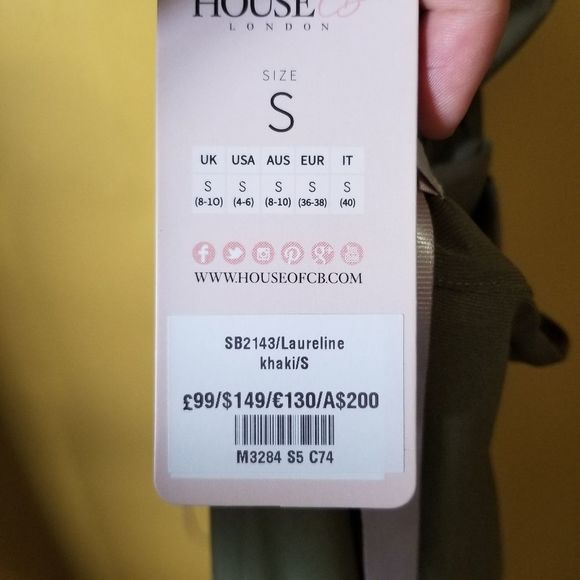 HOUSE CB
LONDON
SIZE
S
UK USA AUS EUR IT
S S S S S
(8-10) (4-6) (8-10) (36-38) (40)
WWW.HOUSEOFCB.COM
SB2143/Laureline
khaki/S
£99/$149/€130/A$200
M3284 S5 C74